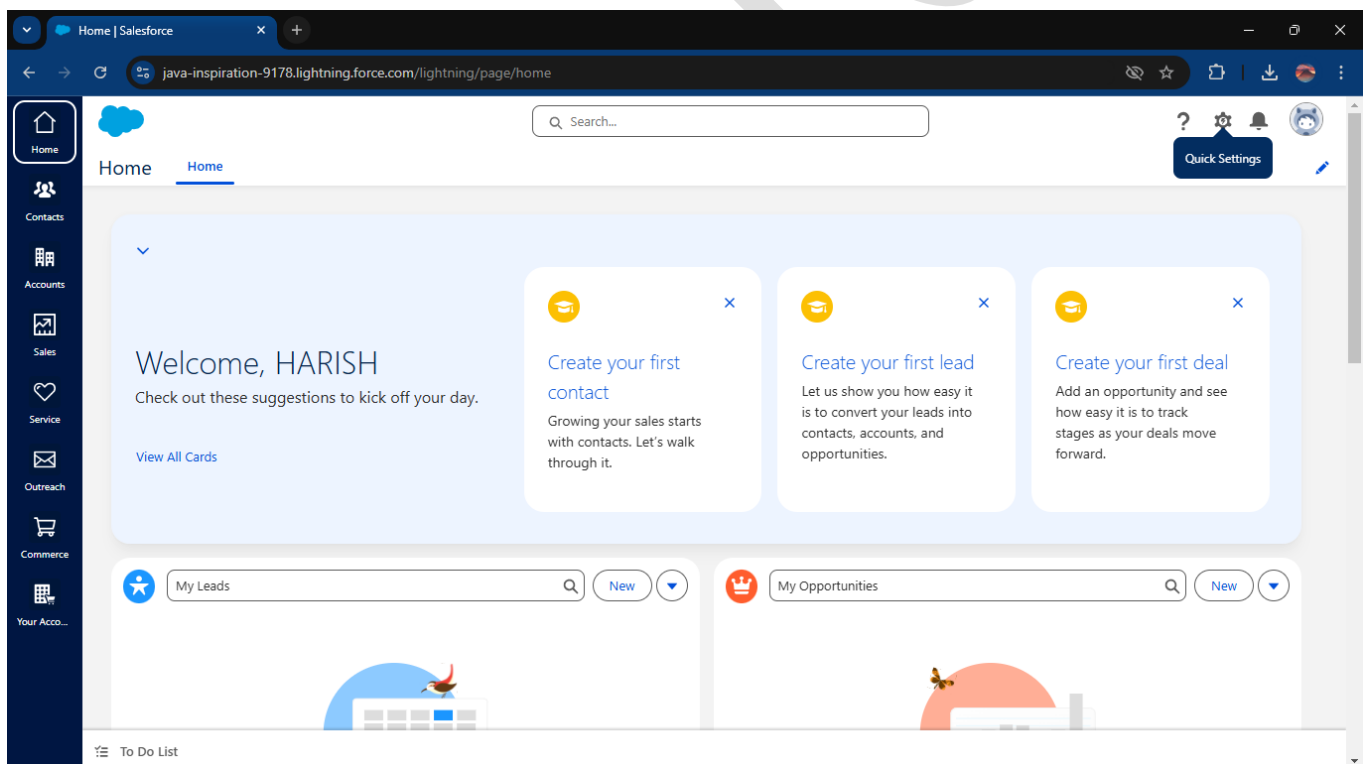 Home | Salesforce
java-inspiration-9178.lightning.force.com/lightning/page/home
Home
Contacts
Accounts
Sales
Service
Outreach
Commerce
Your Acco...
Search...
Quick Settings
Home Home
Welcome, HARISH
Check out these suggestions to kick off your day.
View All Cards
Create your first
contact
Growing your sales starts
with contacts. Let's walk
through it.
Create your first lead
Let us show you how easy it
is to convert your leads into
contacts, accounts, and
opportunities.
Create your first deal
Add an opportunity and see
how easy it is to track
stages as your deals move
forward.
My Leads New
My Opportunities New
To Do List